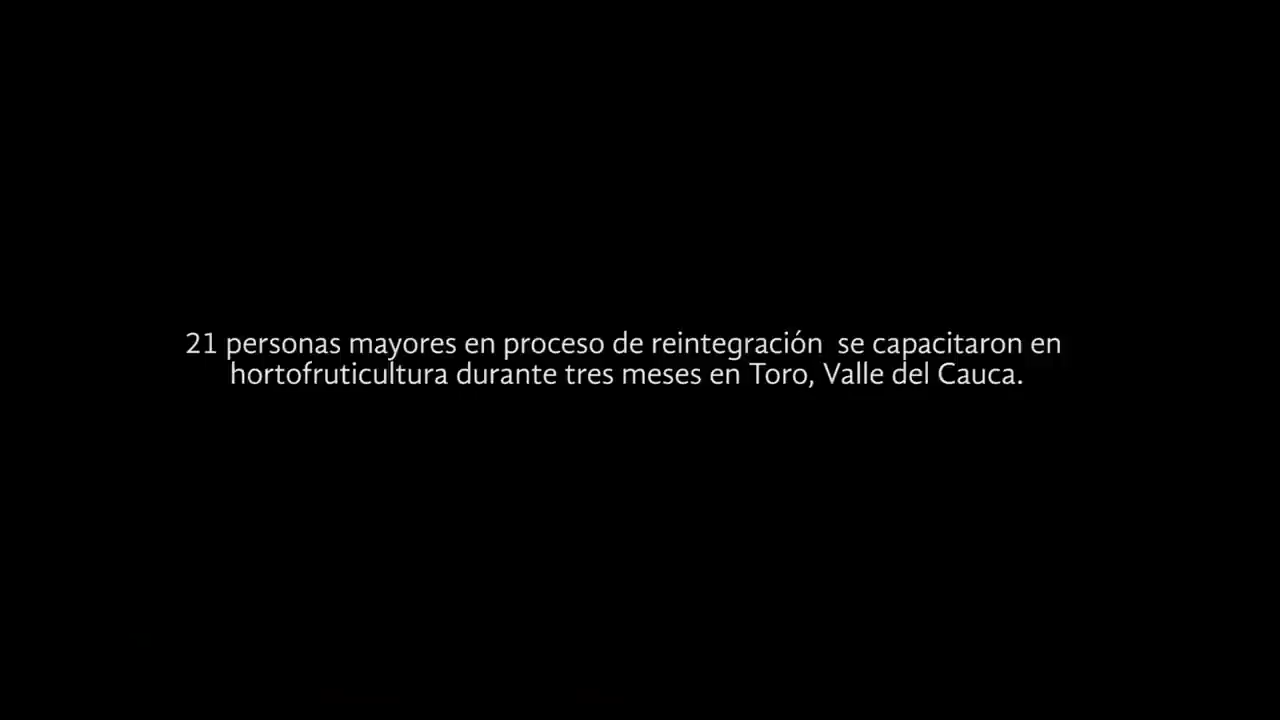 21 personas mayores en proceso de reintegración  se capacitaron en
hortofruticultura durante tres meses en Toro, Valle del Cauca.